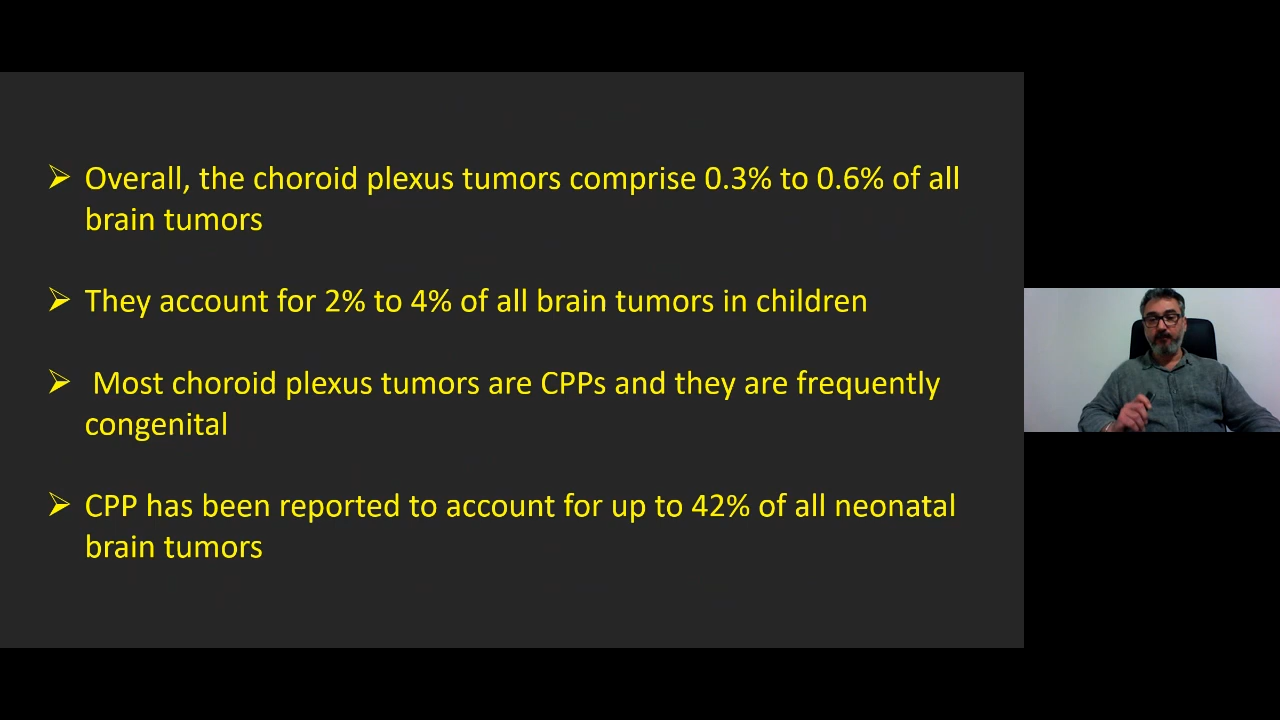 Overall, the choroid plexus tumors comprise 0.3% to 0.6% of all
brain tumors
They account for 2% to 4% of all brain tumors in children
Most choroid plexus tumors are CPPs and they are frequently
congenital
CPP has been reported to account for up to 42% of all neonatal
brain tumors